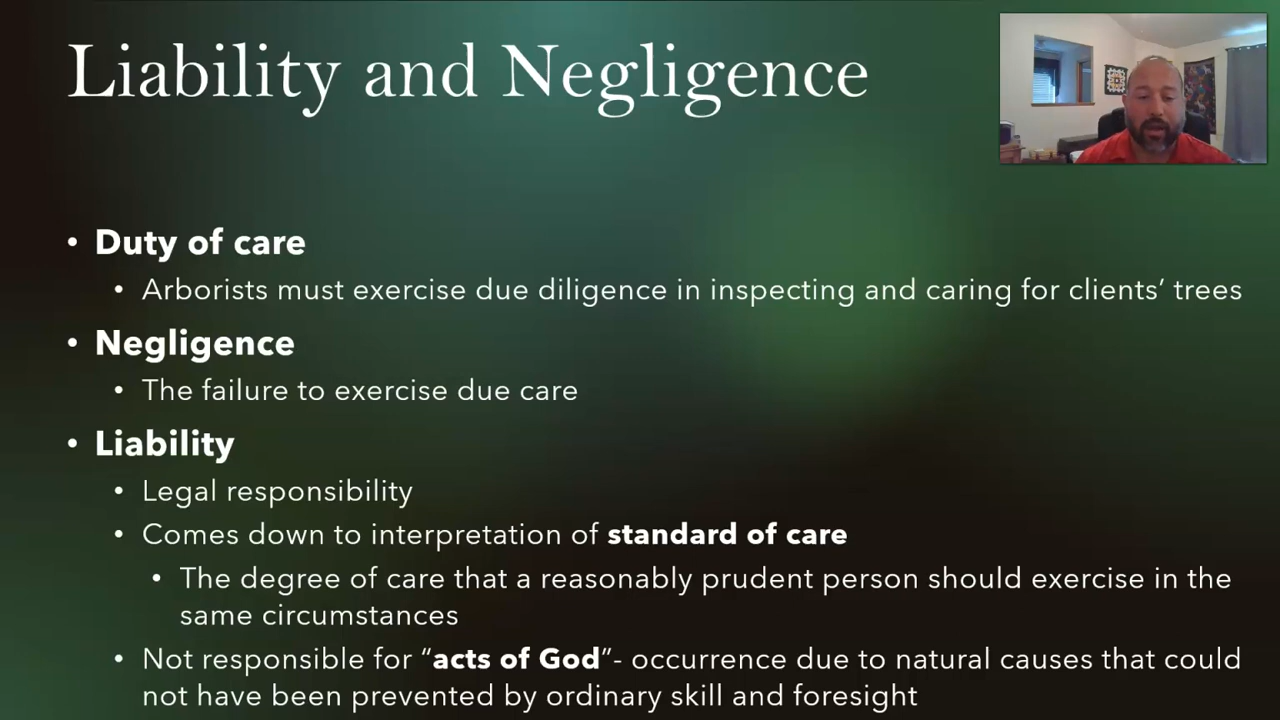 Liability and Negligence
• Duty of care
• Arborists must exercise due diligence in inspecting and caring for clients’ trees
• Negligence
• The failure to exercise due care
• Liability
• Legal responsibility
• Comes down to interpretation of standard of care
• The degree of care that a reasonably prudent person should exercise in the
same circumstances
• Not responsible for “acts of God”- occurrence due to natural causes that could
not have been prevented by ordinary skill and foresight